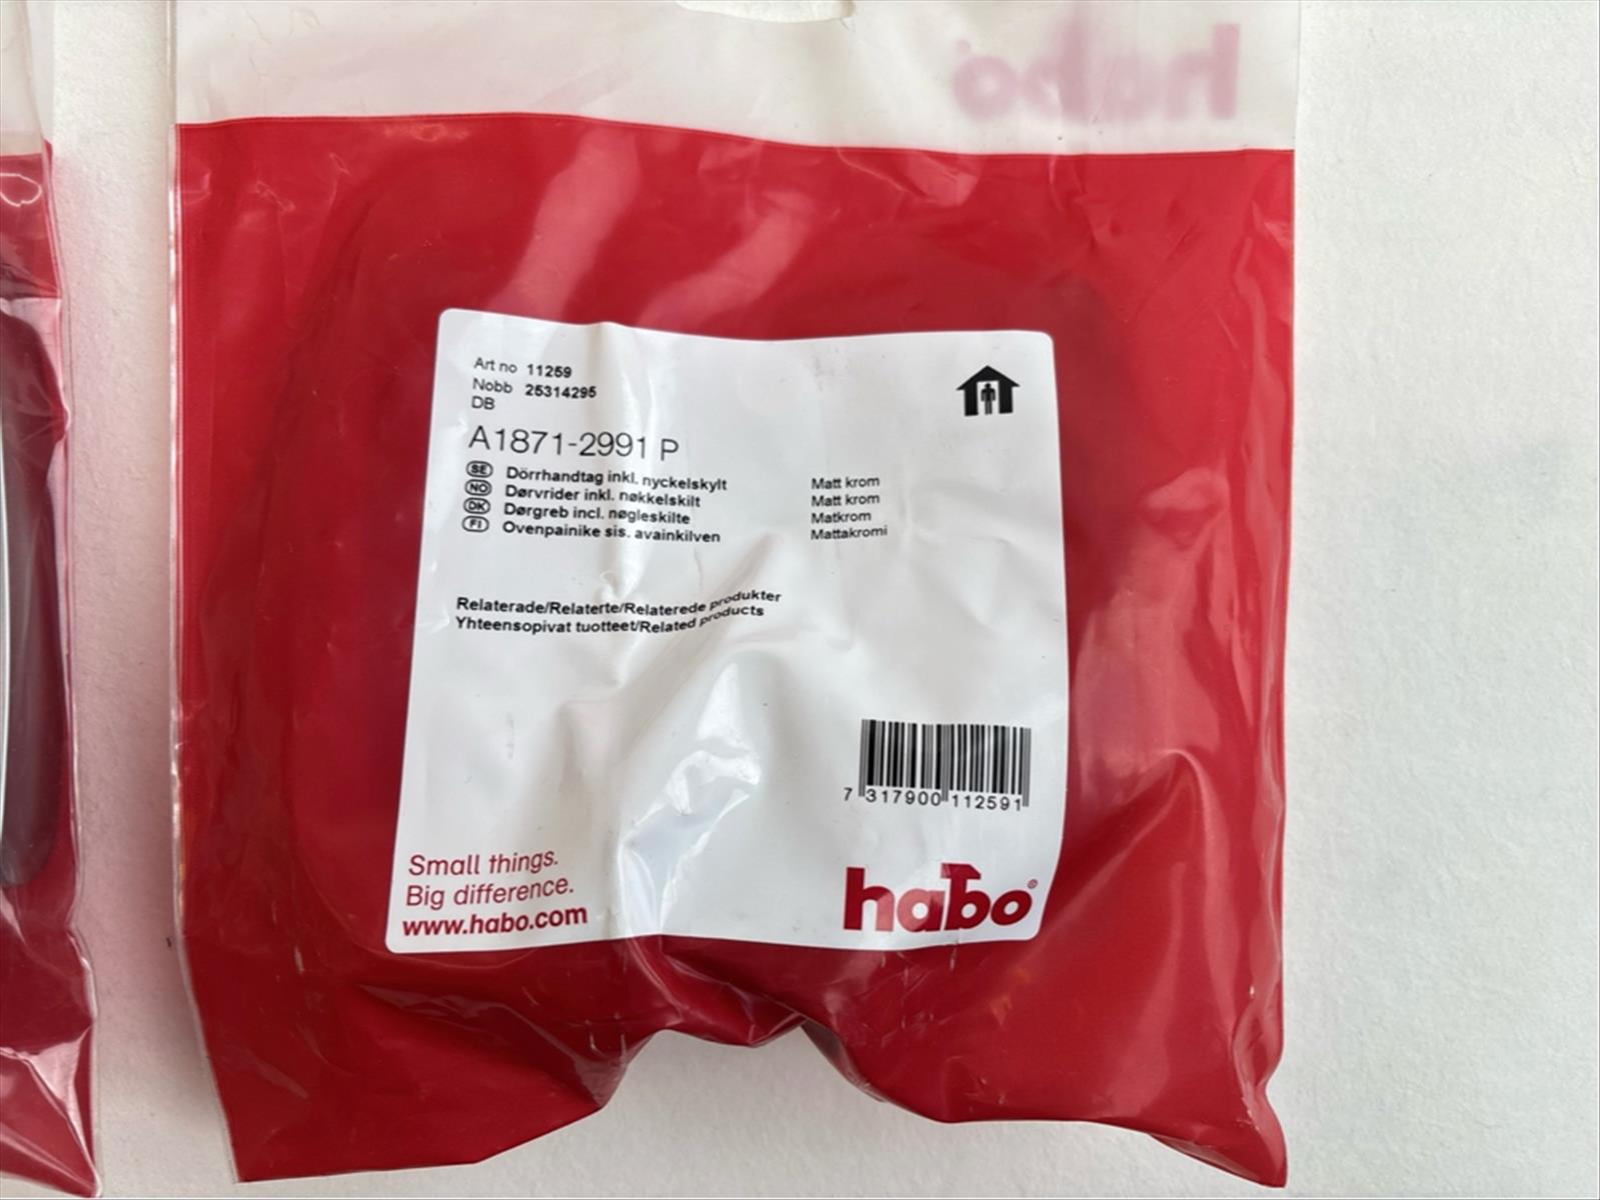 habo
Art no 11259
Nobb 25314295
DB
A1871-2991 P
SE Dörrhandtag inkl. nyckelskylt Matt krom
NO Dørvrider inkl. nøkkelskilt Matt krom
DK Dørgreb incl. nøgleskilte Matkrom
FI Ovenpainike sis. avainkilven Mattakromi
Relaterade/Relaterte/Relaterede produkter
Yhteensopivat tuotteet/Related products
7 317900 112591
Small things.
Big difference.
www.habo.com
habo®